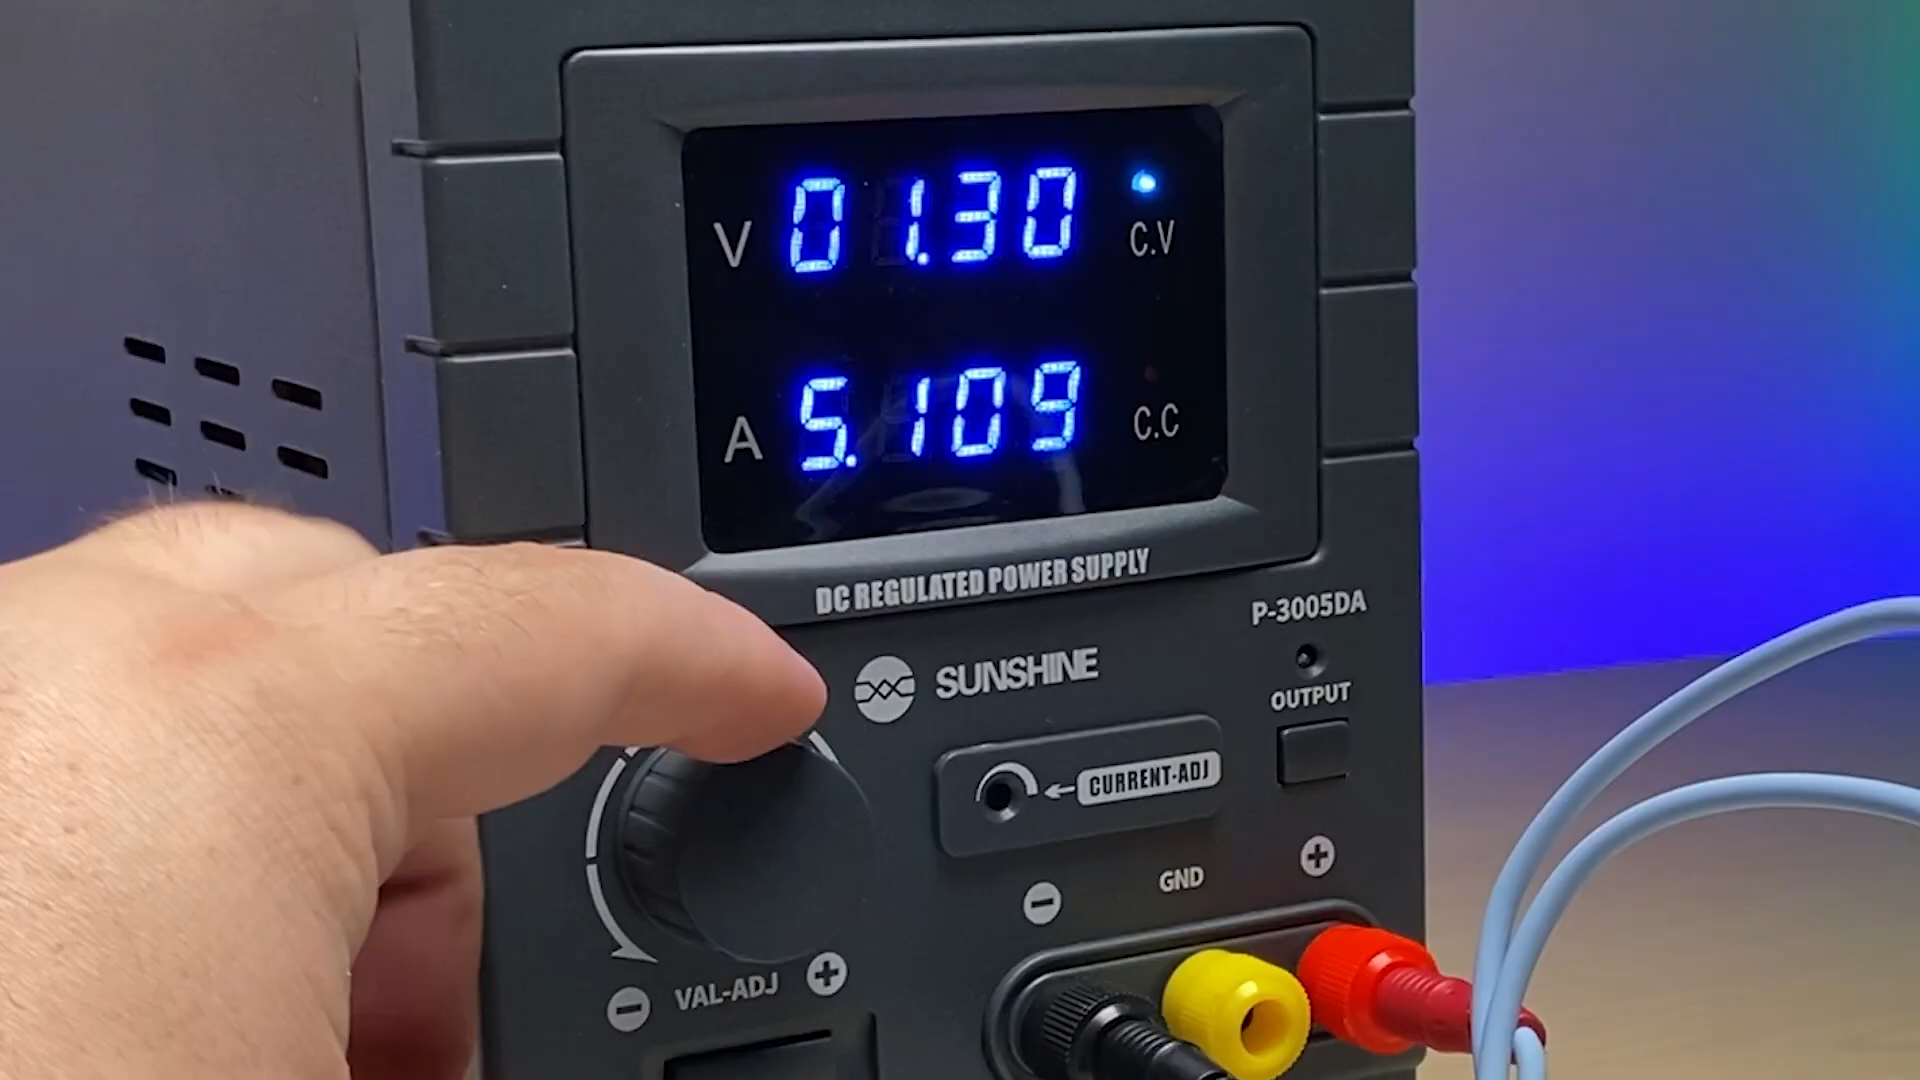 V 01.30 C.V
A 5.109 C.C
DC REGULATED POWER SUPPLY
P-3005DA
SUNSHINE
OUTPUT
CURRENT-ADJ
GND
VAL-ADJ